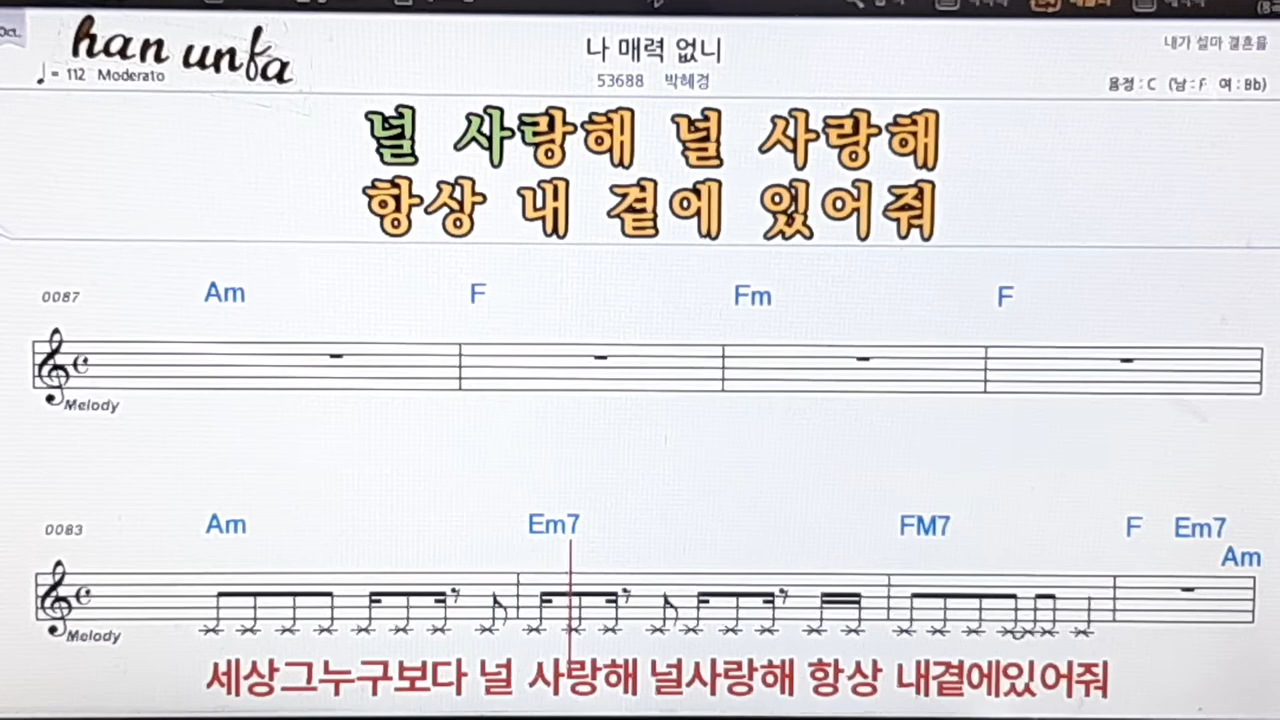 han unfa
나 매력 없니
내가 설마 결혼을
♩= 112 Moderato
53688 박혜경
음정 : C (남 : F 여 : Bb)
널 사랑해 널 사랑해
항상 내 곁에 있어줘
0087 Am F Fm F
Melody
0083 Am Em7 FM7 F Em7
Am
Melody
세상그누구보다 널 사랑해 널사랑해 항상 내곁에있어줘